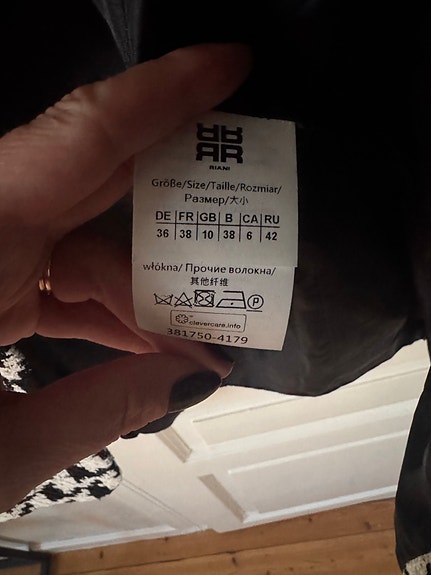 RIANI
Größe/Size/Taille/Rozmiar/
Размер/大小
DE FR GB B CA RU
36 38 10 38 6 42
włókna/ Прочие волокна/
其他纤维
P
clevercare.info
381750-4179